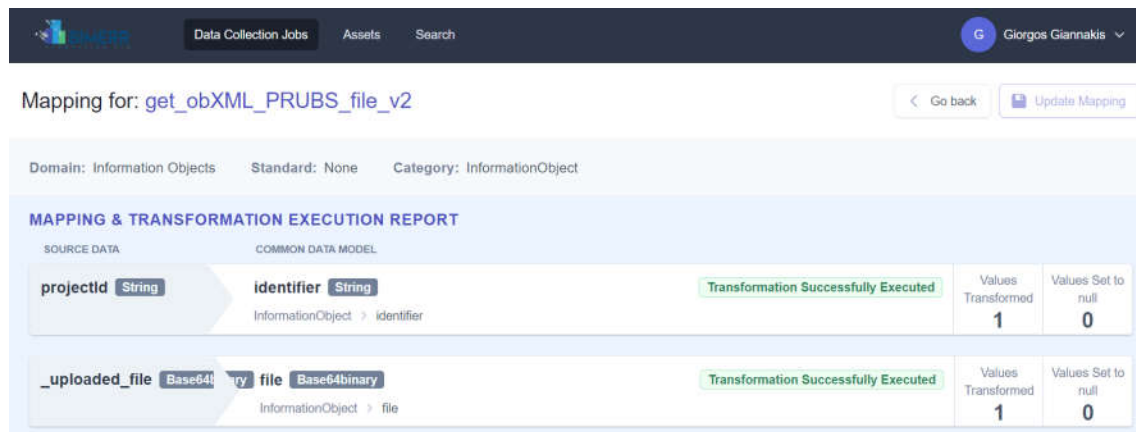 Data Collection Jobs Assets Search G Giorgos Giannakis
Mapping for: get_obXML_PRUBS_file_v2 Go back Update Mapping
Domain: Information Objects Standard: None Category: InformationObject
MAPPING & TRANSFORMATION EXECUTION REPORT
SOURCE DATA COMMON DATA MODEL
projectId String identifier String Transformation Successfully Executed
InformationObject > identifier
Values Transformed
1
Values Set to null
0
_uploaded_file file Base64binary Transformation Successfully Executed
InformationObject > file
Values Transformed
1
Values Set to null
0